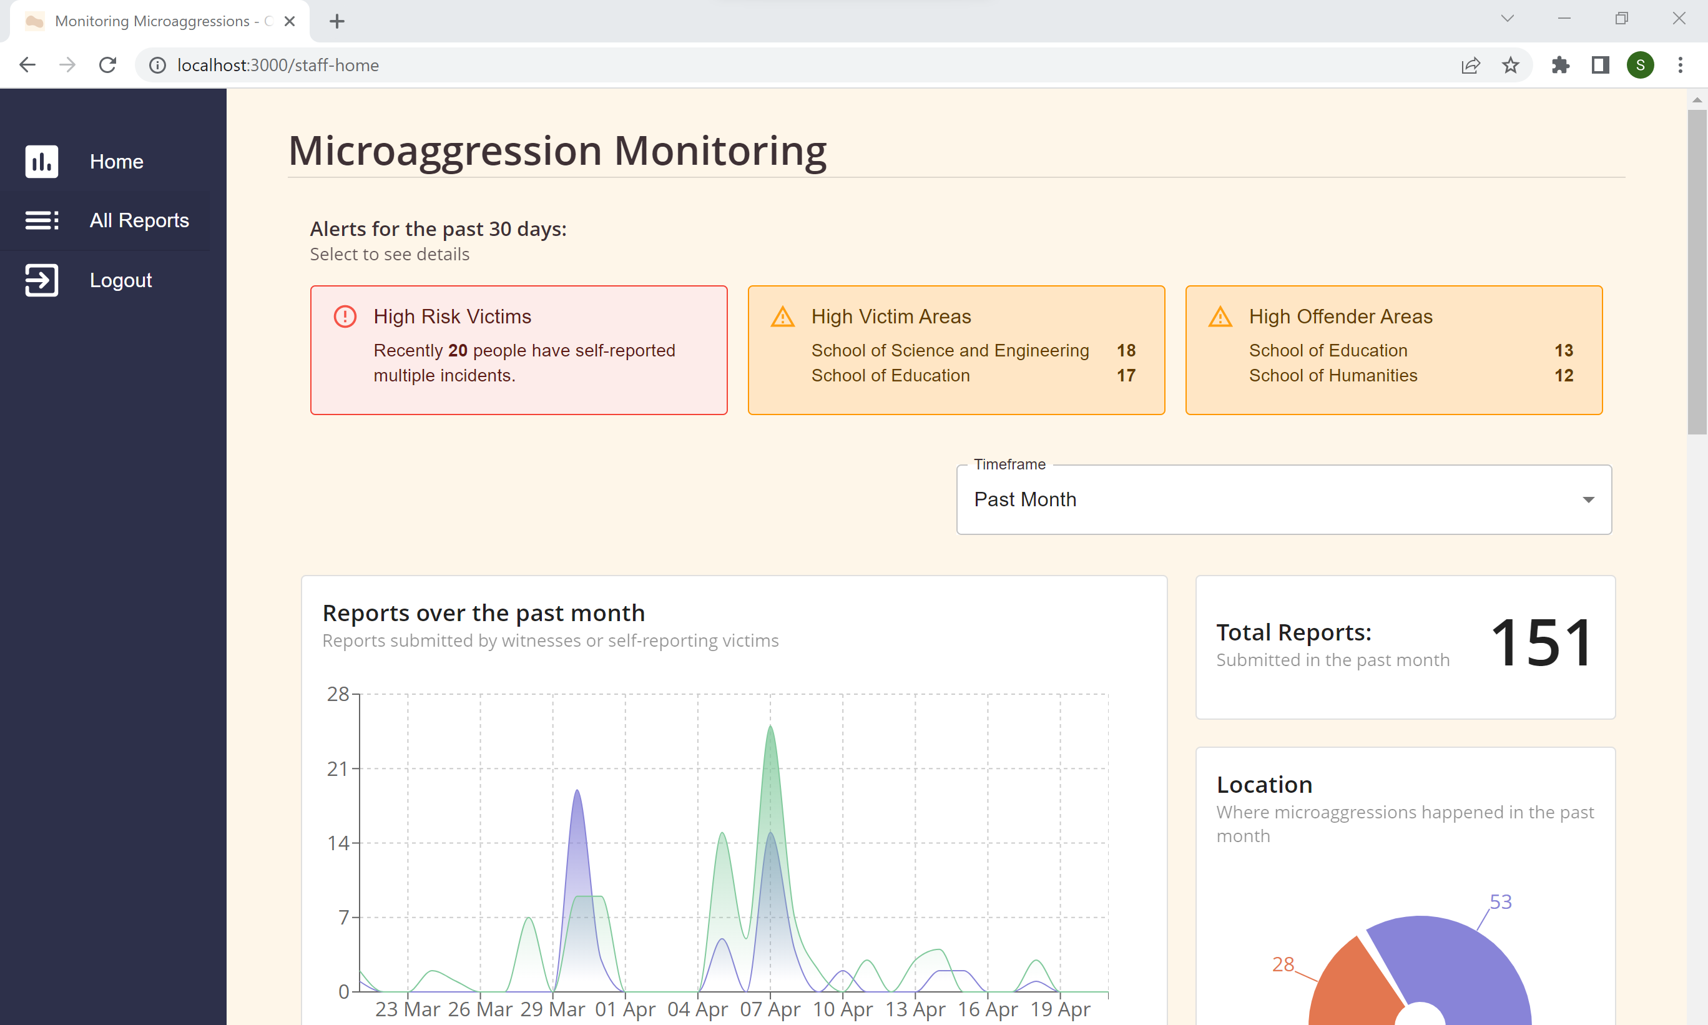 Monitoring Microaggressions - C
localhost:3000/staff-home
S
Home
All Reports
Logout
Microaggression Monitoring
Alerts for the past 30 days:
Select to see details
High Risk Victims
Recently 20 people have self-reported
multiple incidents.
High Victim Areas
School of Science and Engineering 18
School of Education 17
High Offender Areas
School of Education 13
School of Humanities 12
Timeframe
Past Month
Reports over the past month
Reports submitted by witnesses or self-reporting victims
28
21
14
7
0
23 Mar 26 Mar 29 Mar 01 Apr 04 Apr 07 Apr 10 Apr 13 Apr 16 Apr 19 Apr
Total Reports:
Submitted in the past month
151
Location
Where microaggressions happened in the past
month
53
28